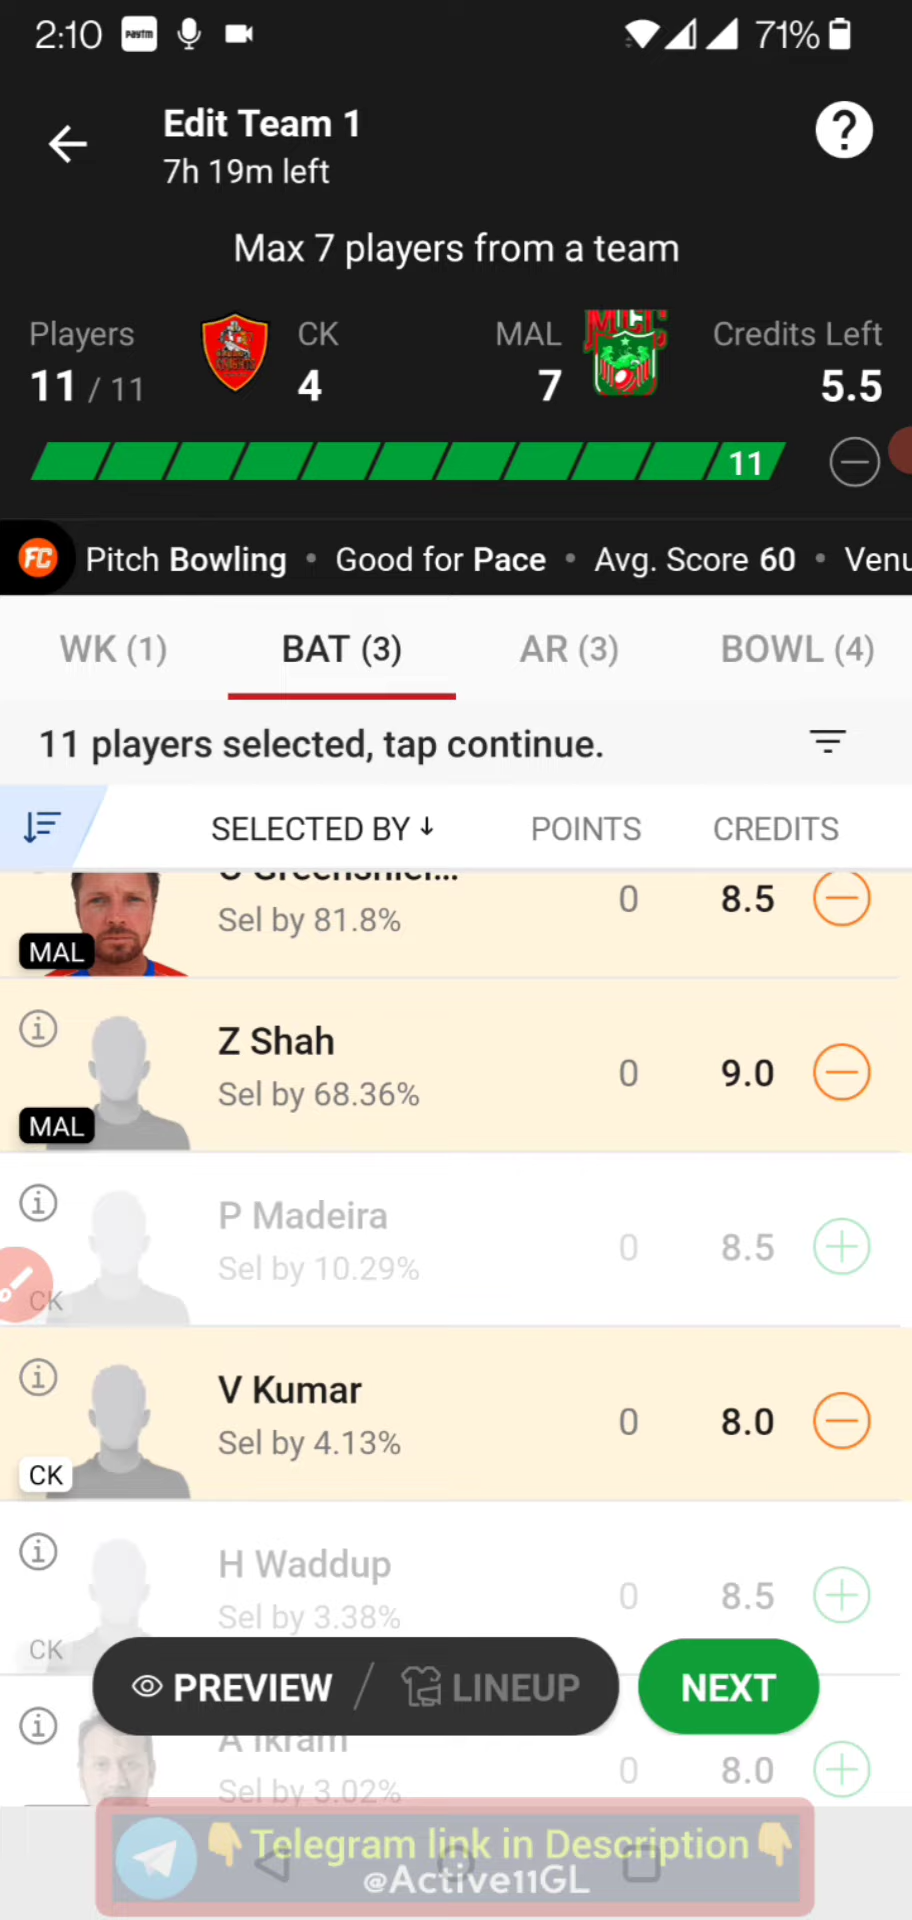 2:10 paytm 71%
Edit Team 1
7h 19m left
?
Max 7 players from a team
Players CK MAL Credits Left
11 / 11 4 7 5.5
11
FC Pitch Bowling • Good for Pace • Avg. Score 60 • Venu
WK (1) BAT (3) AR (3) BOWL (4)
11 players selected, tap continue.
SELECTED BY ↓ POINTS CREDITS
0 8.5
Sel by 81.8%
MAL
Z Shah
0 9.0
Sel by 68.36%
MAL
P Madeira
0 8.5
Sel by 10.29%
CK
V Kumar
0 8.0
Sel by 4.13%
CK
H Waddup
0 8.5
Sel by 3.38%
CK
PREVIEW / LINEUP NEXT
A Ikram
0 8.0
Sel by 3.02%
👇Telegram link in Description👇
@Active11GL